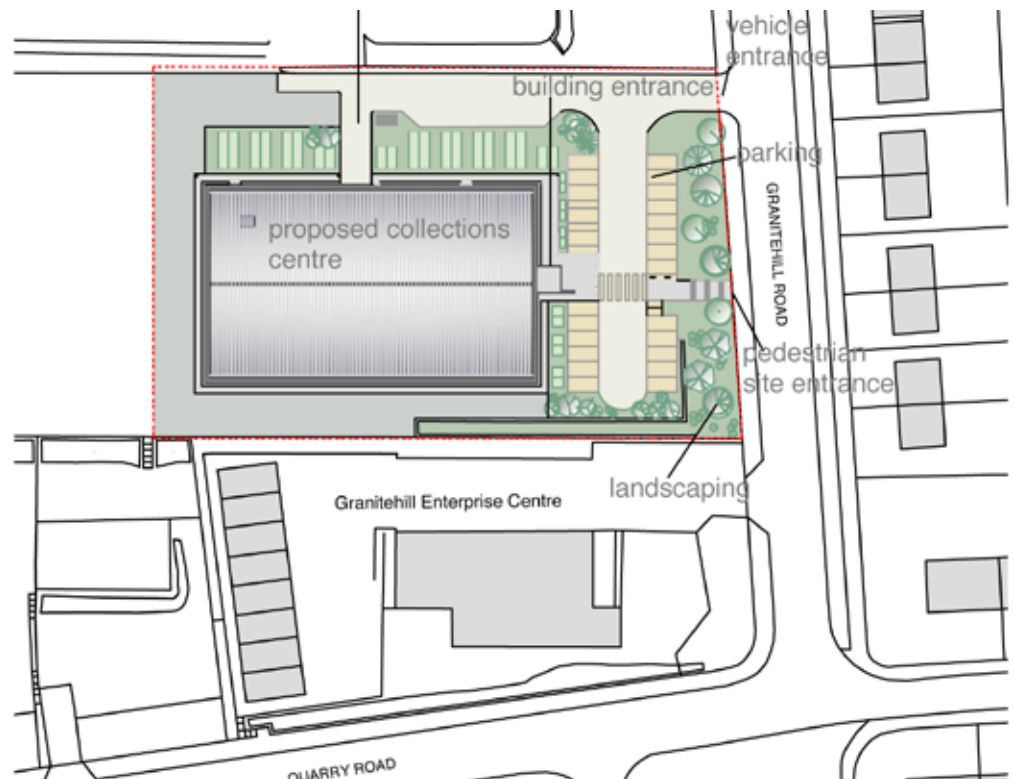 vehicle
entrance
building entrance
parking
GRANITEHILL ROAD
proposed collections
centre
pedestrian
site entrance
landscaping
Granitehill Enterprise Centre
QUARRY ROAD